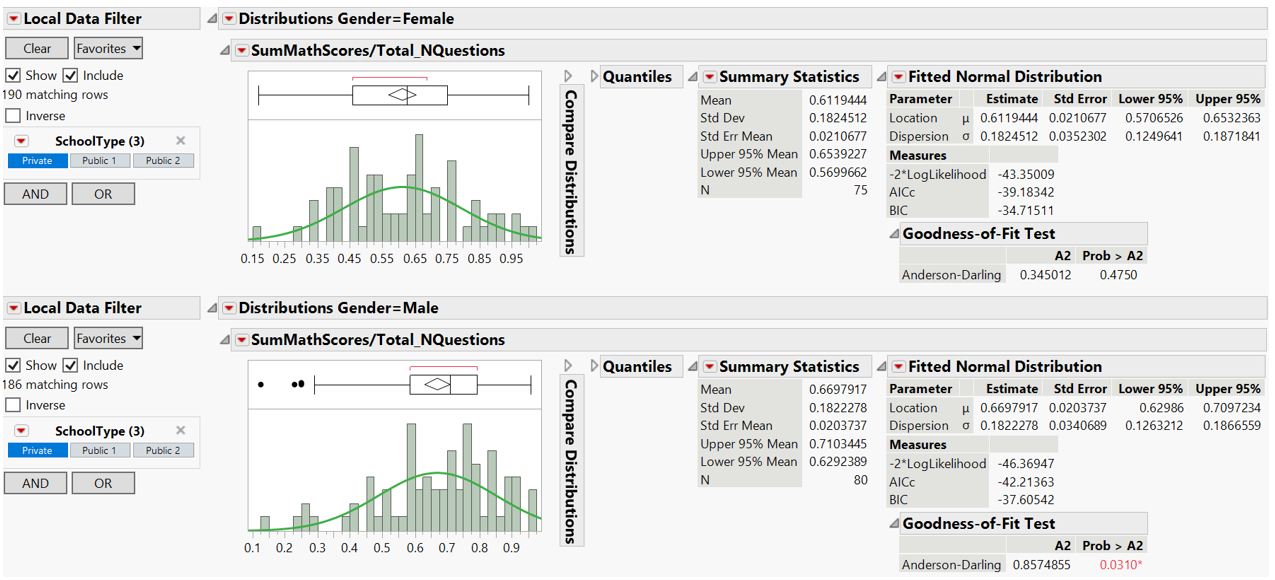 Local Data Filter
Distributions Gender=Female
Clear Favorites
SumMathScores/Total_NQuestions
Show Include
190 matching rows
Inverse
SchoolType (3)
Private Public 1 Public 2
AND OR
0.15 0.25 0.35 0.45 0.55 0.65 0.75 0.85 0.95
Compare Distributions
Quantiles
Summary Statistics
Mean 0.6119444
Std Dev 0.1824512
Std Err Mean 0.0210677
Upper 95% Mean 0.6539227
Lower 95% Mean 0.5699662
N 75
Fitted Normal Distribution
Parameter Estimate Std Error Lower 95% Upper 95%
Location μ 0.6119444 0.0210677 0.5706526 0.6532363
Dispersion σ 0.1824512 0.0352302 0.1249641 0.1871841
Measures
-2*LogLikelihood -43.35009
AICc -39.18342
BIC -34.71511
Goodness-of-Fit Test
A2 Prob > A2
Anderson-Darling 0.345012 0.4750
Local Data Filter
Distributions Gender=Male
Clear Favorites
SumMathScores/Total_NQuestions
Show Include
186 matching rows
Inverse
SchoolType (3)
Private Public 1 Public 2
AND OR
0.1 0.2 0.3 0.4 0.5 0.6 0.7 0.8 0.9
Compare Distributions
Quantiles
Summary Statistics
Mean 0.6697917
Std Dev 0.1822278
Std Err Mean 0.0203737
Upper 95% Mean 0.7103445
Lower 95% Mean 0.6292389
N 80
Fitted Normal Distribution
Parameter Estimate Std Error Lower 95% Upper 95%
Location μ 0.6697917 0.0203737 0.62986 0.7097234
Dispersion σ 0.1822278 0.0340689 0.1263212 0.1866559
Measures
-2*LogLikelihood -46.36947
AICc -42.21363
BIC -37.60542
Goodness-of-Fit Test
A2 Prob > A2
Anderson-Darling 0.8574855 0.0310*